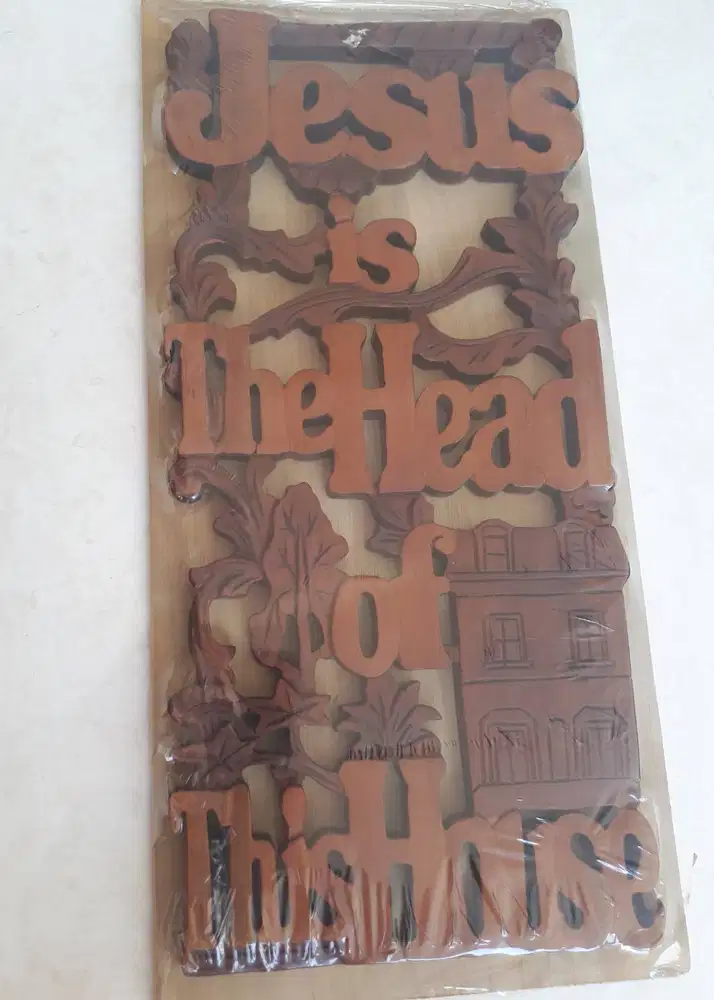 Jesus
is
The Head
of
This House